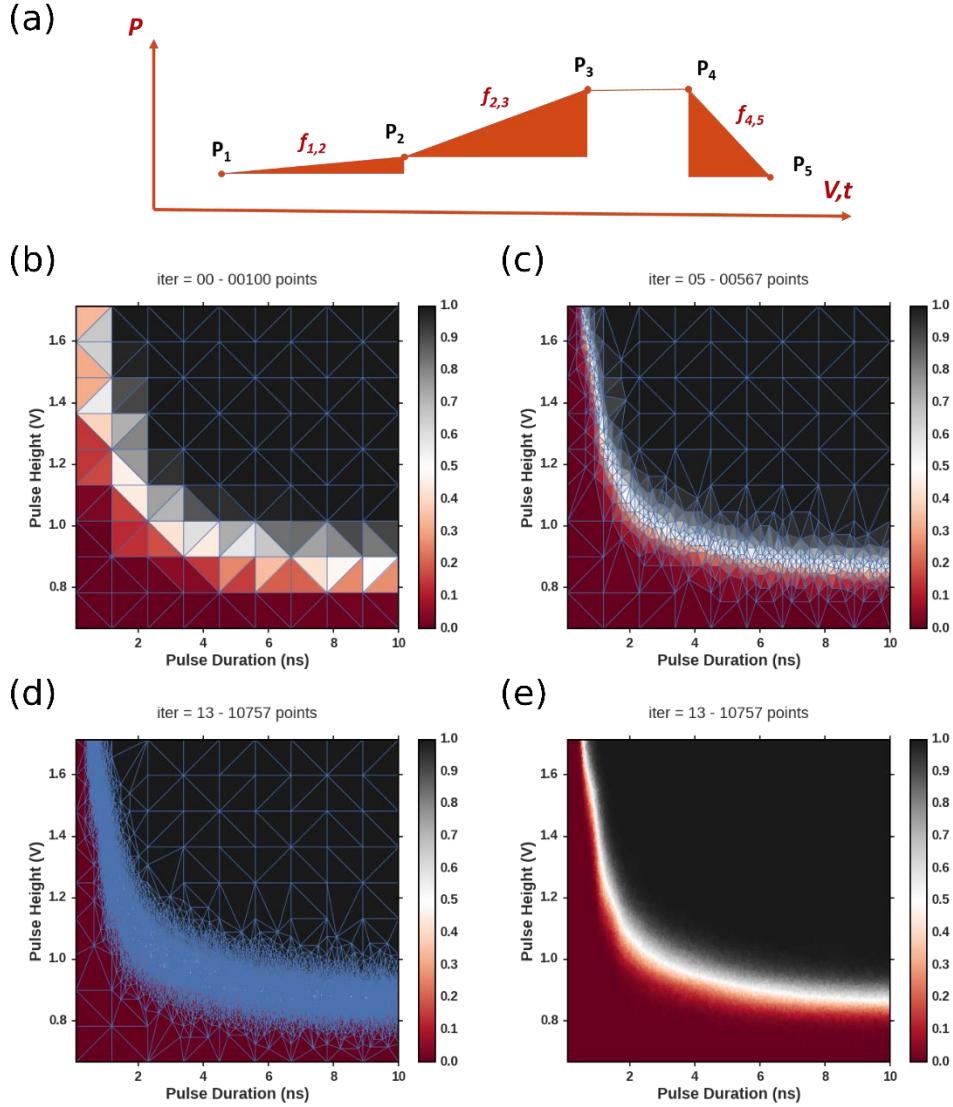 (a)
P
P1
f1,2
P2
f2,3
P3
P4
f4,5
P5
V,t
(b)
iter = 00 - 00100 points
Pulse Height (V)
1.6
1.4
1.2
1.0
0.8
2 4 6 8 10
Pulse Duration (ns)
1.0
0.9
0.8
0.7
0.6
0.5
0.4
0.3
0.2
0.1
0.0
(c)
iter = 05 - 00567 points
Pulse Height (V)
1.6
1.4
1.2
1.0
0.8
2 4 6 8 10
Pulse Duration (ns)
1.0
0.9
0.8
0.7
0.6
0.5
0.4
0.3
0.2
0.1
0.0
(d)
iter = 13 - 10757 points
Pulse Height (V)
1.6
1.4
1.2
1.0
0.8
2 4 6 8 10
Pulse Duration (ns)
1.0
0.9
0.8
0.7
0.6
0.5
0.4
0.3
0.2
0.1
0.0
(e)
iter = 13 - 10757 points
Pulse Height (V)
1.6
1.4
1.2
1.0
0.8
2 4 6 8 10
Pulse Duration (ns)
1.0
0.9
0.8
0.7
0.6
0.5
0.4
0.3
0.2
0.1
0.0